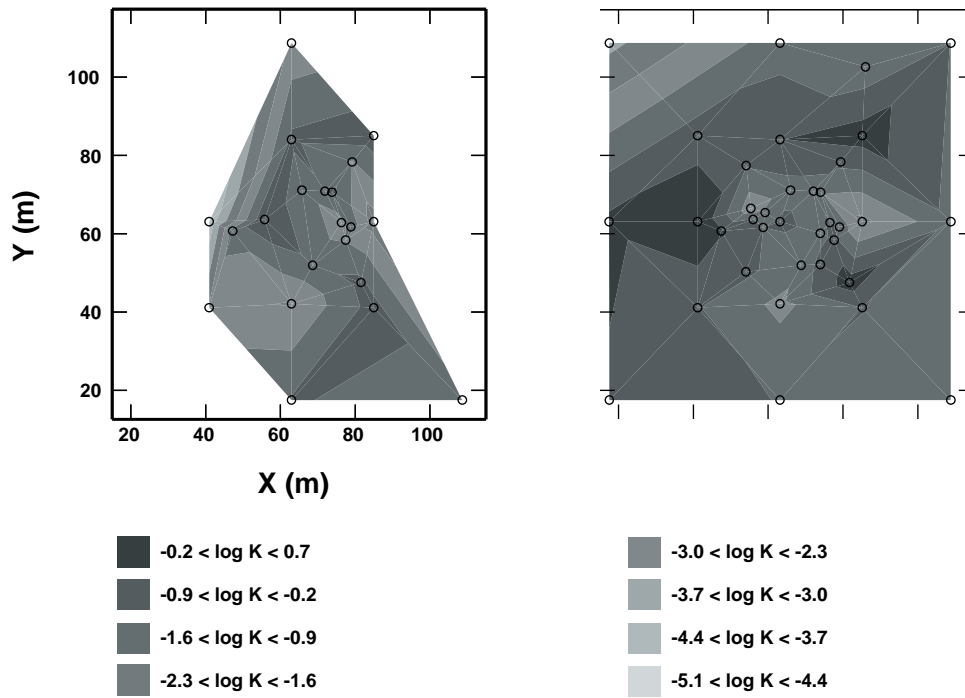 100
80
60
40
20
Y (m)
20 40 60 80 100
X (m)
-0.2 < log K < 0.7
-0.9 < log K < -0.2
-1.6 < log K < -0.9
-2.3 < log K < -1.6
-3.0 < log K < -2.3
-3.7 < log K < -3.0
-4.4 < log K < -3.7
-5.1 < log K < -4.4